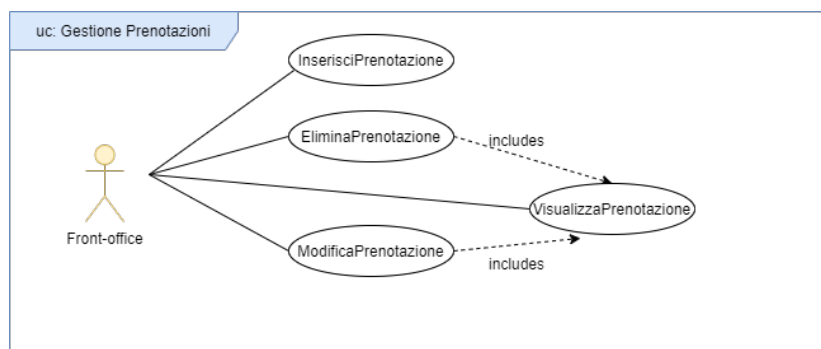 uc: Gestione Prenotazioni
InserisciPrenotazione
EliminaPrenotazione
includes
VisualizzaPrenotazione
Front-office
ModificaPrenotazione
includes